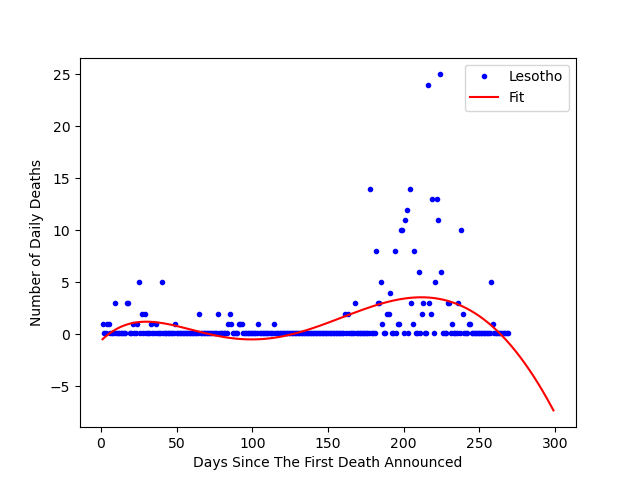 25
20
15
10
5
0
−5
0 50 100 150 200 250 300
Number of Daily Deaths
Days Since The First Death Announced
Lesotho
Fit